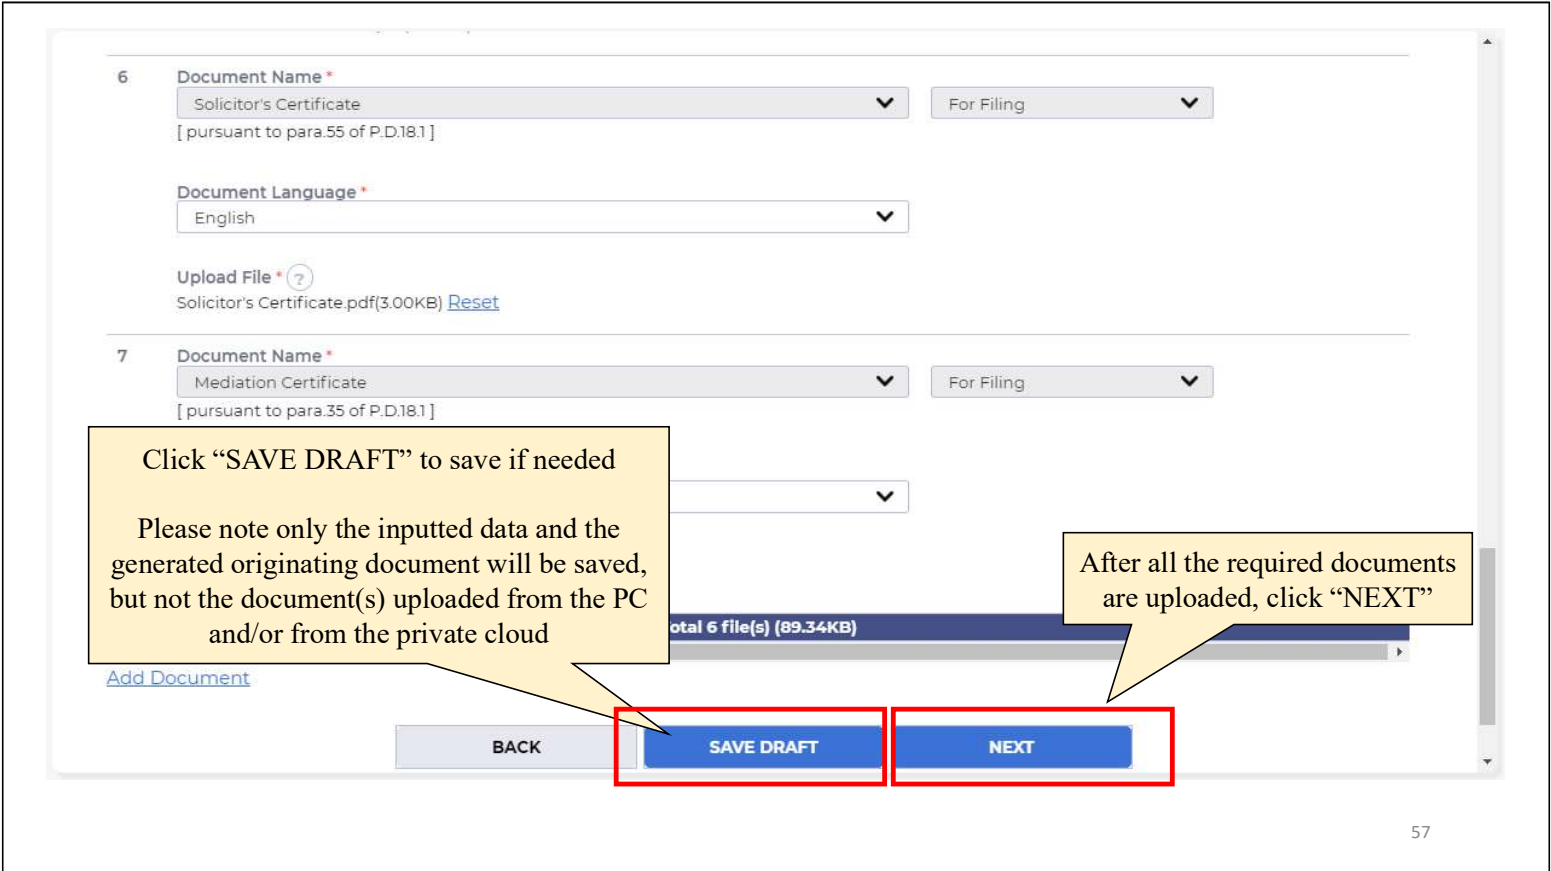 6 Document Name *
Solicitor's Certificate For Filing
[ pursuant to para.55 of P.D.18.1 ]
Document Language *
English
Upload File * ?
Solicitor's Certificate.pdf(3.00KB) Reset
7 Document Name *
Mediation Certificate For Filing
[ pursuant to para.35 of P.D.18.1 ]
Click “SAVE DRAFT” to save if needed
Please note only the inputted data and the
generated originating document will be saved,
but not the document(s) uploaded from the PC
and/or from the private cloud
After all the required documents
are uploaded, click “NEXT”
otal 6 file(s) (89.34KB)
Add Document
BACK SAVE DRAFT NEXT
57